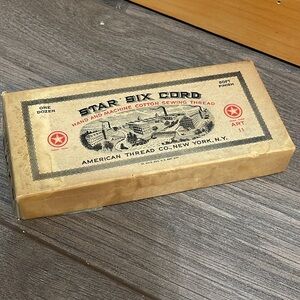 ONE
DOZEN
STAR SIX CORD
SOFT
FINISH
HAND AND MACHINE COTTON SEWING THREAD
ART.
11
AMERICAN THREAD CO., NEW YORK, N.Y.